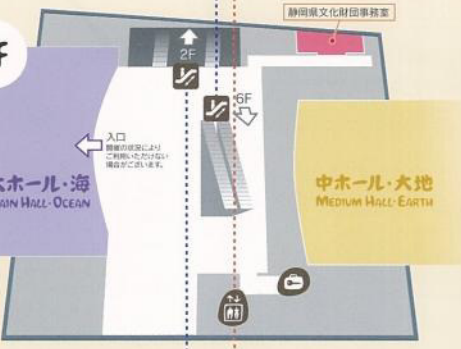 静岡県文化財団事務室
2F
6F
入口
開催の状況により
ご利用いただけない
場合がございます。
大ホール・海
MAIN HALL·OCEAN
中ホール・大地
MEDIUM HALL·EARTH